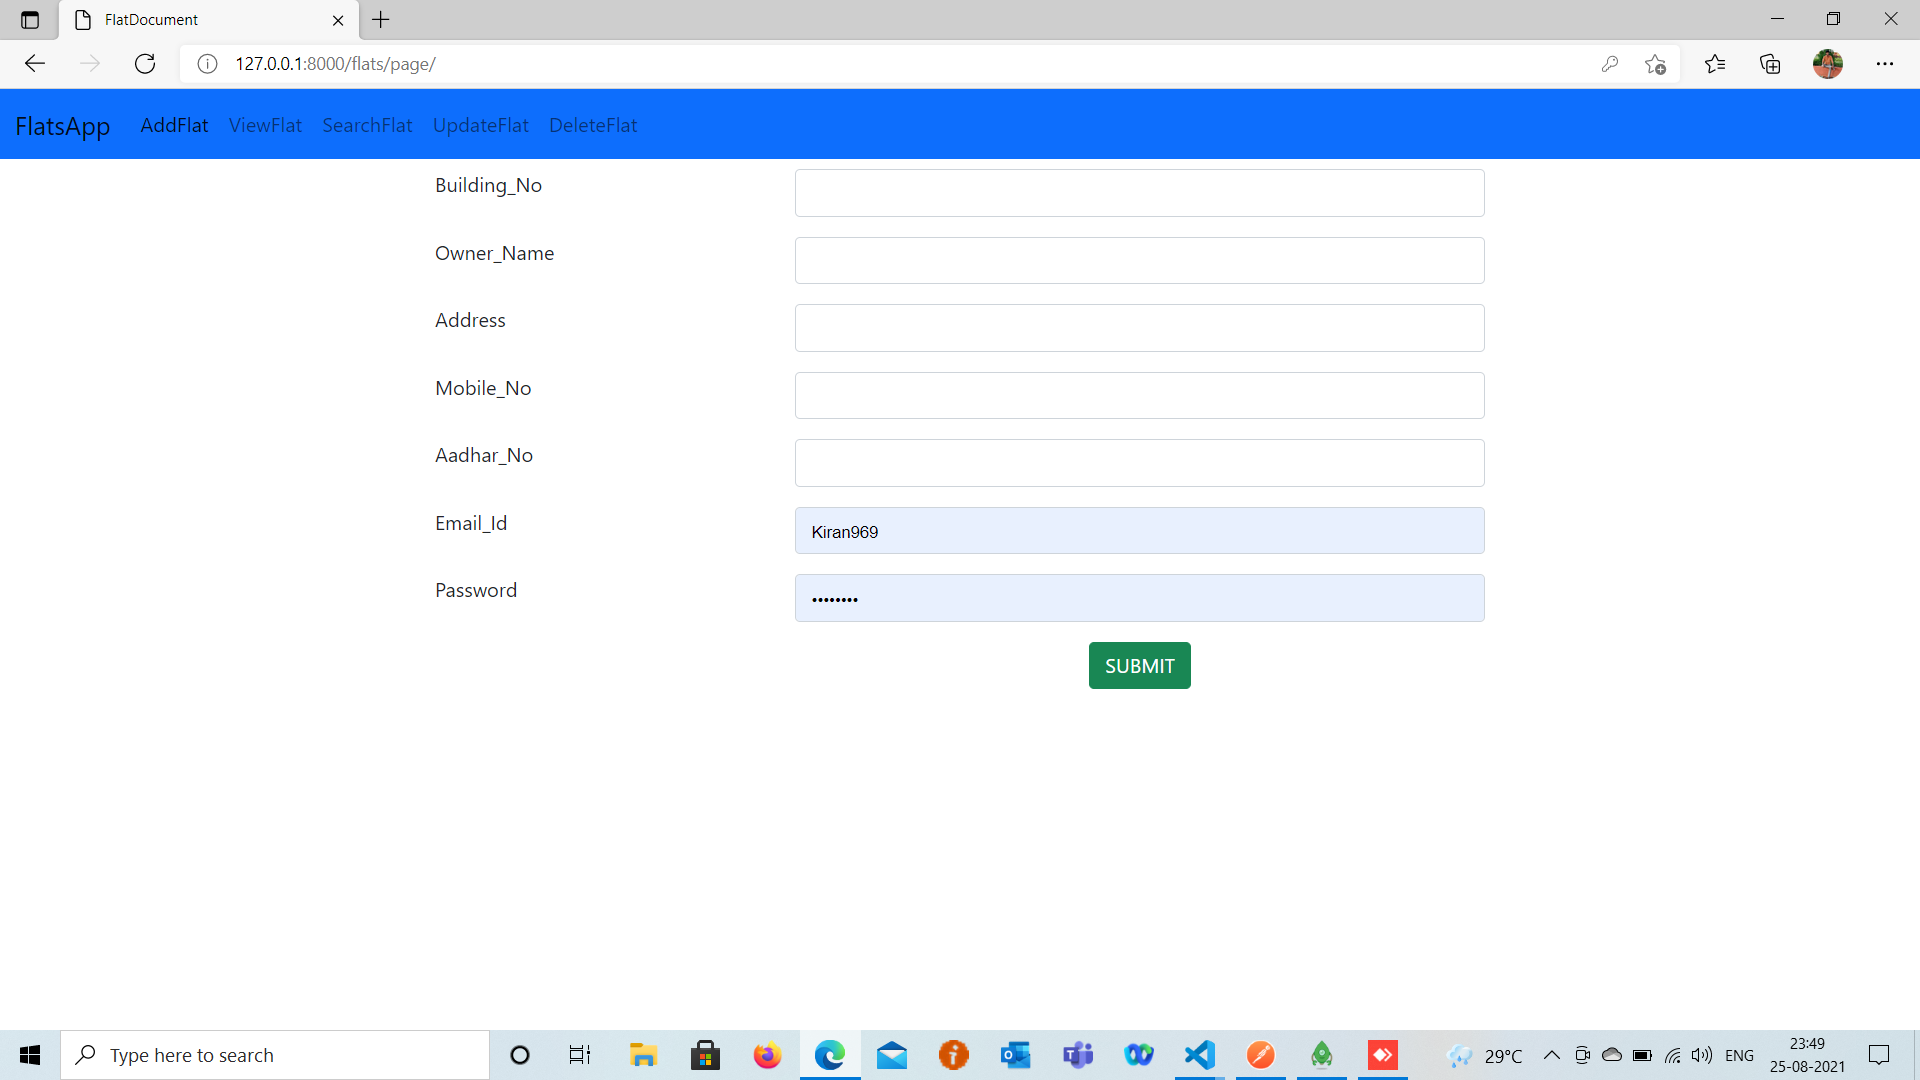 FlatDocument
127.0.0.1:8000/flats/page/
FlatsApp AddFlat ViewFlat SearchFlat UpdateFlat DeleteFlat
Building_No
Owner_Name
Address
Mobile_No
Aadhar_No
Email_Id Kiran969
Password ••••••••
SUBMIT
Type here to search
29°C
ENG
23:49
25-08-2021